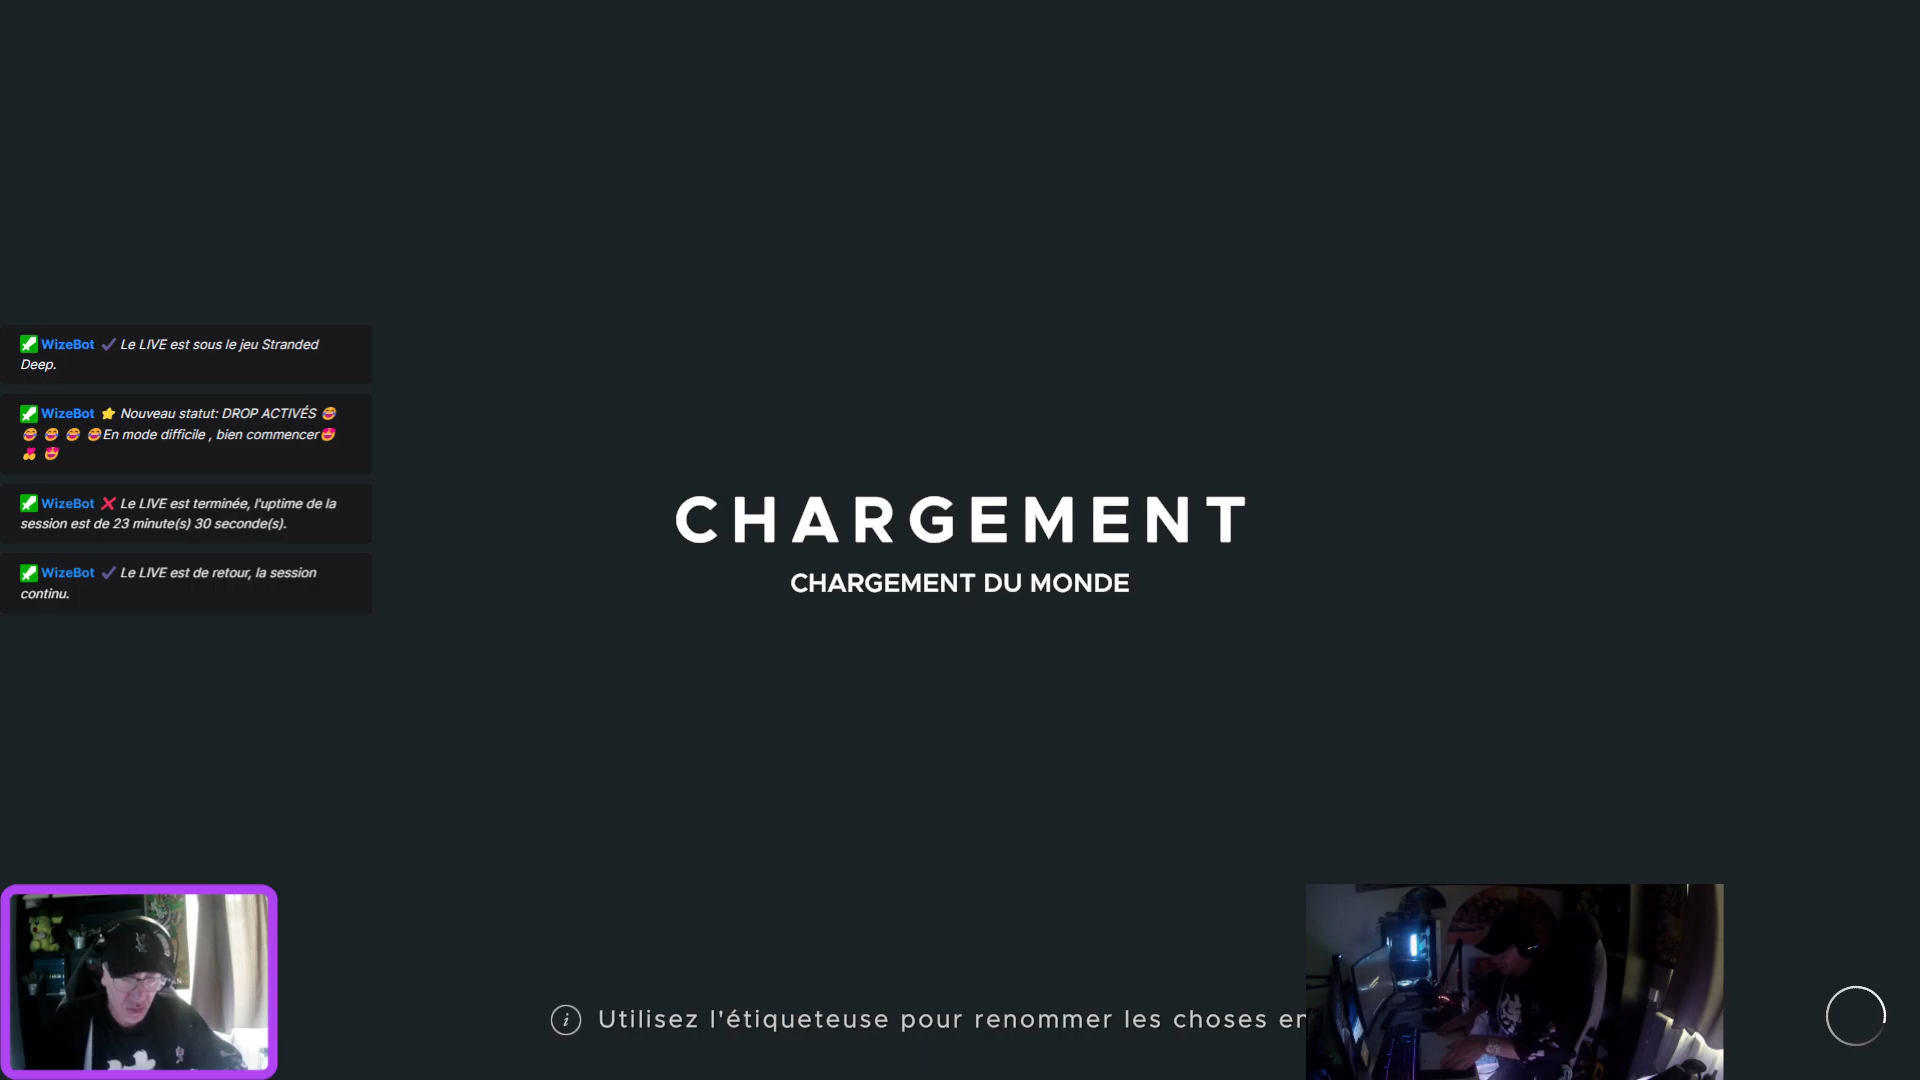 WizeBot Le LIVE est sous le jeu Stranded
Deep.
WizeBot Nouveau statut: DROP ACTIVÉS
En mode difficile , bien commencer
WizeBot Le LIVE est terminée, l'uptime de la
session est de 23 minute(s) 30 seconde(s).
WizeBot Le LIVE est de retour, la session
continu.
CHARGEMENT
CHARGEMENT DU MONDE
Utilisez l'étiqueteuse pour renommer les choses en